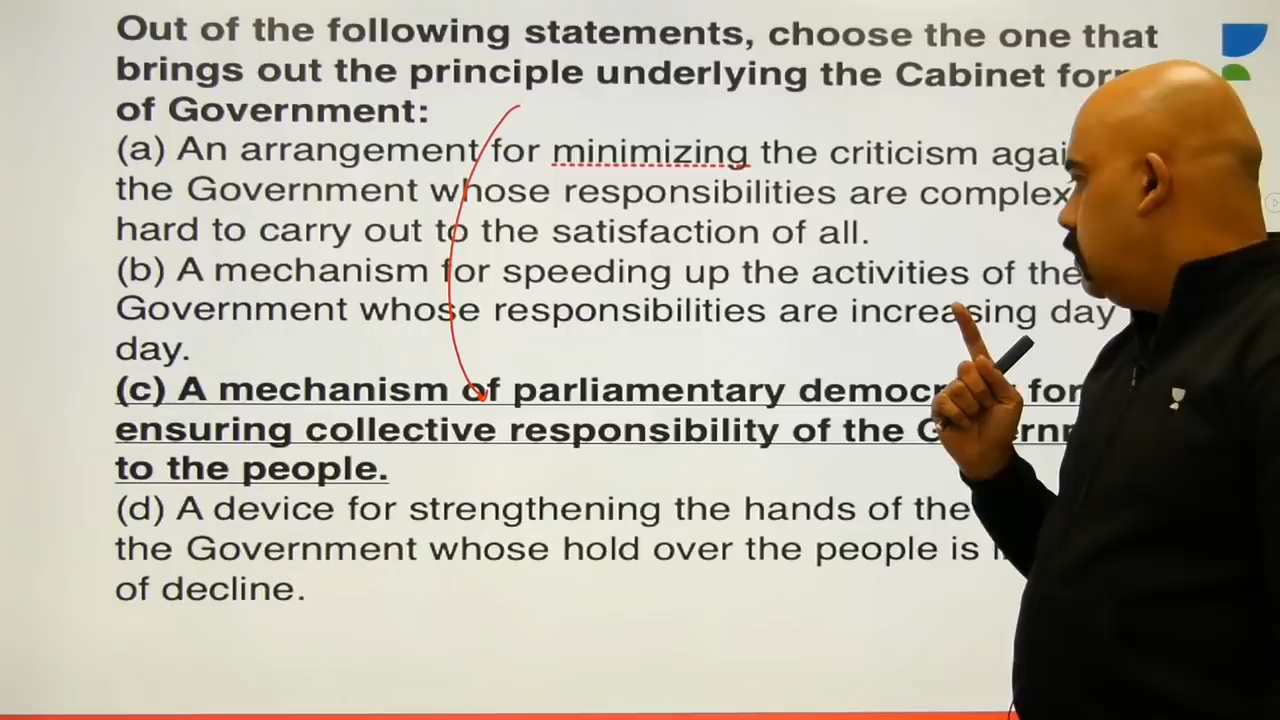 Out of the following statements, choose the one that
brings out the principle underlying the Cabinet
of Government:
(a) An arrangement for minimizing the criticism
the Government whose responsibilities are complex
hard to carry out to the satisfaction of all.
(b) A mechanism for speeding up the activities of the
Government whose responsibilities are increasing day
day.
(c) A mechanism of parliamentary for
ensuring collective responsibility of the
to the people.
(d) A device for strengthening the hands of the
the Government whose hold over the people is
of decline.